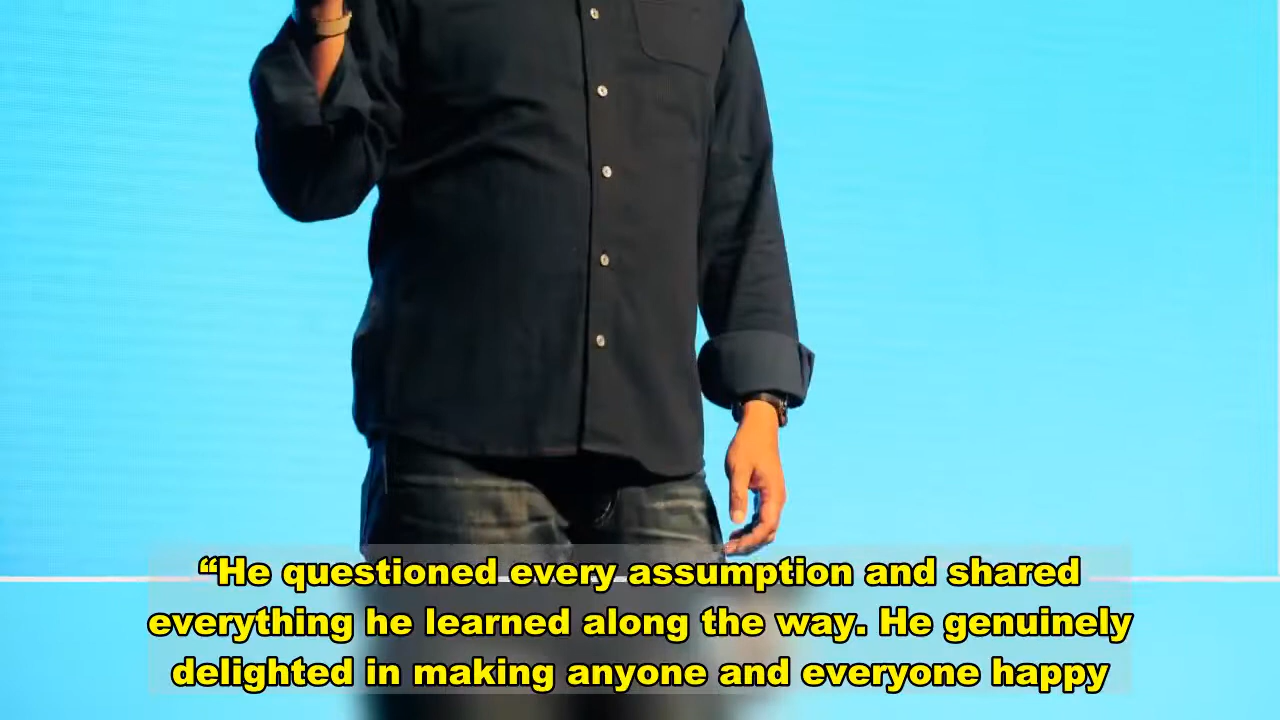 “He questioned every assumption and shared
everything he learned along the way. He genuinely
delighted in making anyone and everyone happy